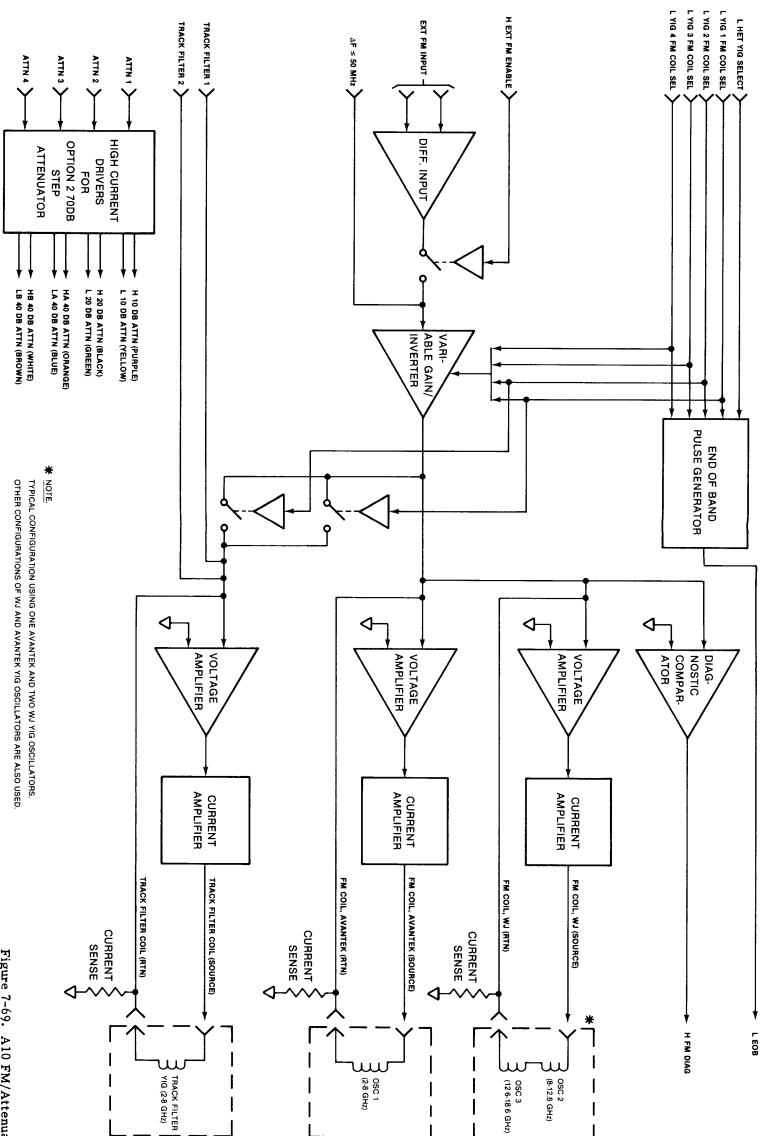 L HET YIG SELECT
L YIG 1 FM COIL SEL
L YIG 2 FM COIL SEL
L YIG 3 FM COIL SEL
L YIG 4 FM COIL SEL
H EXT FM ENABLE
EXT FM INPUT
ΔF ≤ 50 MHz
TRACK FILTER 1
TRACK FILTER 2
ATTN 1
ATTN 2
ATTN 3
ATTN 4
HIGH CURRENT
DRIVERS
FOR
OPTION 2 70DB
STEP
ATTENUATOR
H 10 DB ATTN (PURPLE)
L 10 DB ATTN (YELLOW)
H 20 DB ATTN (BLACK)
L 20 DB ATTN (GREEN)
HA 40 DB ATTN (ORANGE)
LA 40 DB ATTN (BLUE)
HB 40 DB ATTN (WHITE)
LB 40 DB ATTN (BROWN)
DIFF. INPUT
VARI-
ABLE GAIN/
INVERTER
END OF BAND
PULSE GENERATOR
DIAG-
NOSTIC
COMPAR-
ATOR
VOLTAGE
AMPLIFIER
VOLTAGE
AMPLIFIER
VOLTAGE
AMPLIFIER
CURRENT
AMPLIFIER
CURRENT
AMPLIFIER
CURRENT
AMPLIFIER
L EOB
H FM DIAG
FM COIL, WJ (SOURCE)
FM COIL, WJ (RTN)
CURRENT
SENSE
*
OSC 2
(8-12.6 GHz)
OSC 3
(12 6-18 6 GHz)
FM COIL, AVANTEK (SOURCE)
FM COIL, AVANTEK (RTN)
CURRENT
SENSE
OSC 1
(2-8 GHz)
TRACK FILTER COIL (SOURCE)
TRACK FILTER COIL (RTN)
CURRENT
SENSE
TRACK FILTER
YIG (2-8 GHz)
* NOTE.
TYPICAL CONFIGURATION USING ONE AVANTEK AND TWO WJ YIG OSCILLATORS.
OTHER CONFIGURATIONS OF WJ AND AVANTEK YIG OSCILLATORS ARE ALSO USED.
Figure 7-69. A10 FM/Attenua